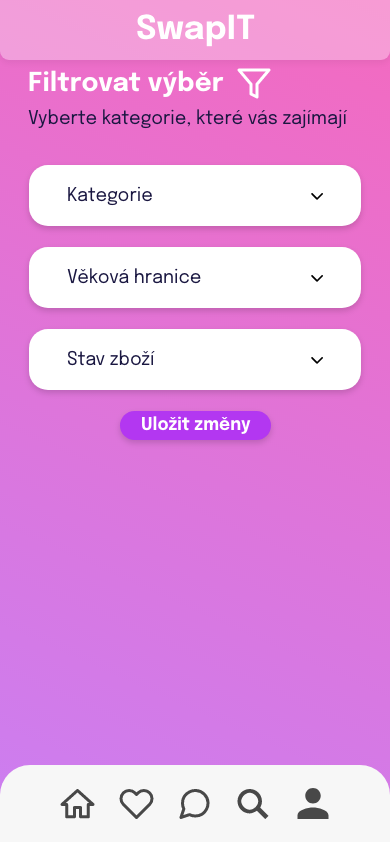 SwapIT
Filtrovat výběr
Vyberte kategorie, které vás zajímají
Kategorie
Věková hranice
Stav zboží
Uložit změny